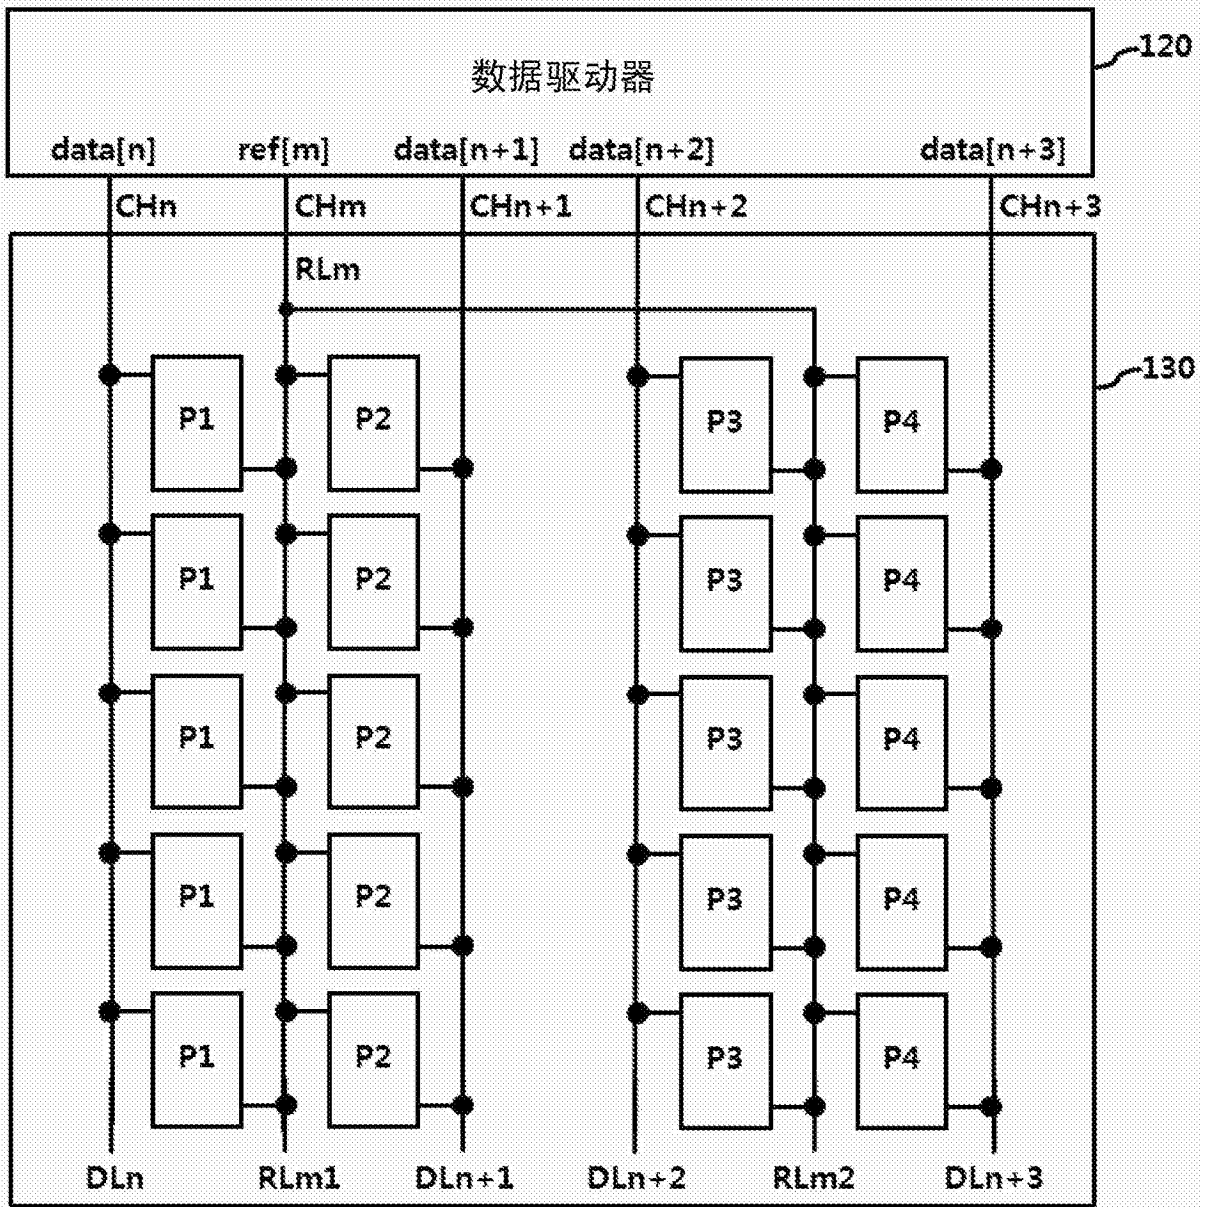 数据驱动器
120
data[n] ref[m] data[n+1] data[n+2] data[n+3]
CHn CHm CHn+1 CHn+2 CHn+3
RLm
130
P1 P2 P3 P4
P1 P2 P3 P4
P1 P2 P3 P4
P1 P2 P3 P4
P1 P2 P3 P4
DLn RLm1 DLn+1 DLn+2 RLm2 DLn+3